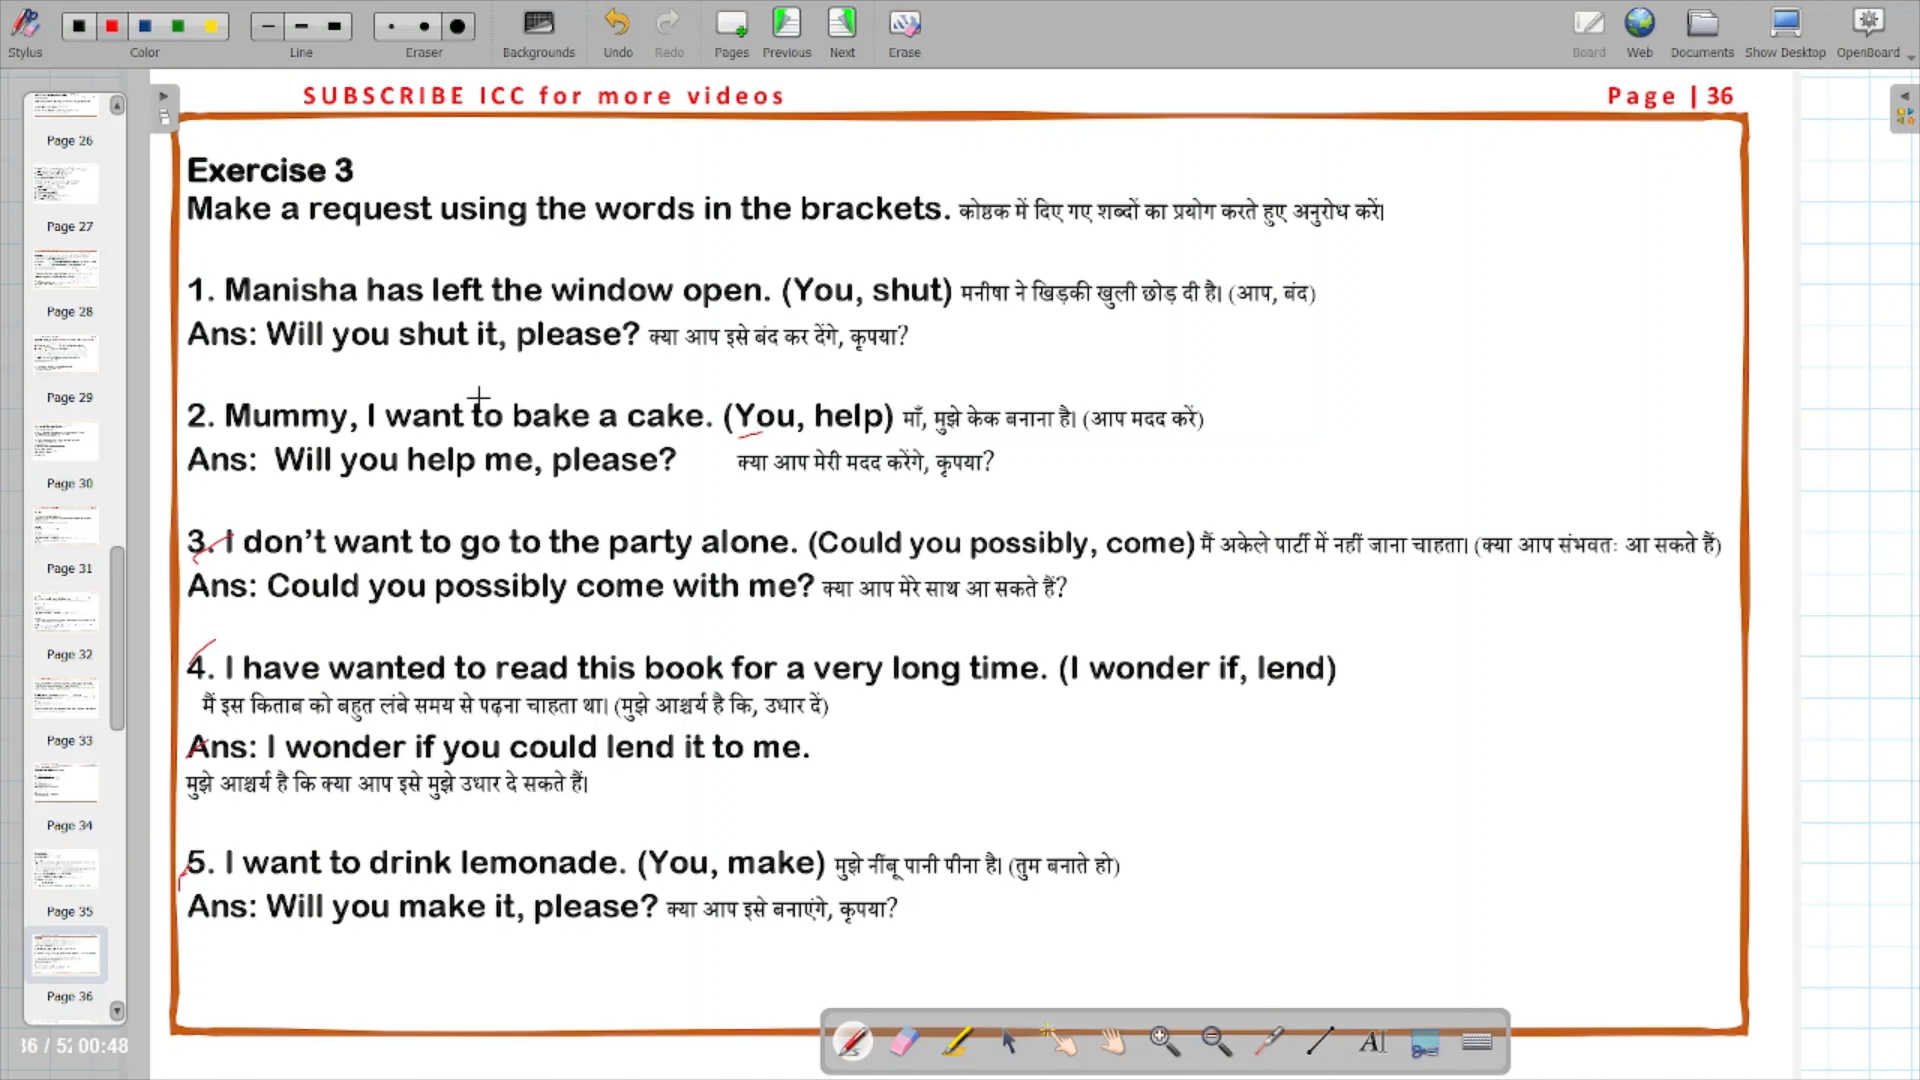 Stylus
Color
Line
Eraser
Backgrounds
Undo
Redo
Pages
Previous
Next
Erase
Board
Web
Documents
Show Desktop
OpenBoard
SUBSCRIBE ICC for more videos
Page | 36
Exercise 3
Make a request using the words in the brackets. कोष्ठक में दिए गए शब्दों का प्रयोग करते हुए अनुरोध करें।
1. Manisha has left the window open. (You, shut) मनीषा ने खिड़की खुली छोड़ दी है। (आप, बंद)
Ans: Will you shut it, please? क्या आप इसे बंद कर देंगे, कृपया?
2. Mummy, I want to bake a cake. (You, help) माँ, मुझे केक बनाना है। (आप मदद करें)
Ans: Will you help me, please? क्या आप मेरी मदद करेंगे, कृपया?
3. I don’t want to go to the party alone. (Could you possibly, come) मैं अकेले पार्टी में नहीं जाना चाहता। (क्या आप संभवतः आ सकते हैं)
Ans: Could you possibly come with me? क्या आप मेरे साथ आ सकते हैं?
4. I have wanted to read this book for a very long time. (I wonder if, lend)
मैं इस किताब को बहुत लंबे समय से पढ़ना चाहता था। (मुझे आश्चर्य है कि, उधार दें)
Ans: I wonder if you could lend it to me.
मुझे आश्चर्य है कि क्या आप इसे मुझे उधार दे सकते हैं।
5. I want to drink lemonade. (You, make) मुझे नींबू पानी पीना है। (तुम बनाते हो)
Ans: Will you make it, please? क्या आप इसे बनाएंगे, कृपया?
Page 26
Page 27
Page 28
Page 29
Page 30
Page 31
Page 32
Page 33
Page 34
Page 35
Page 36
00:48